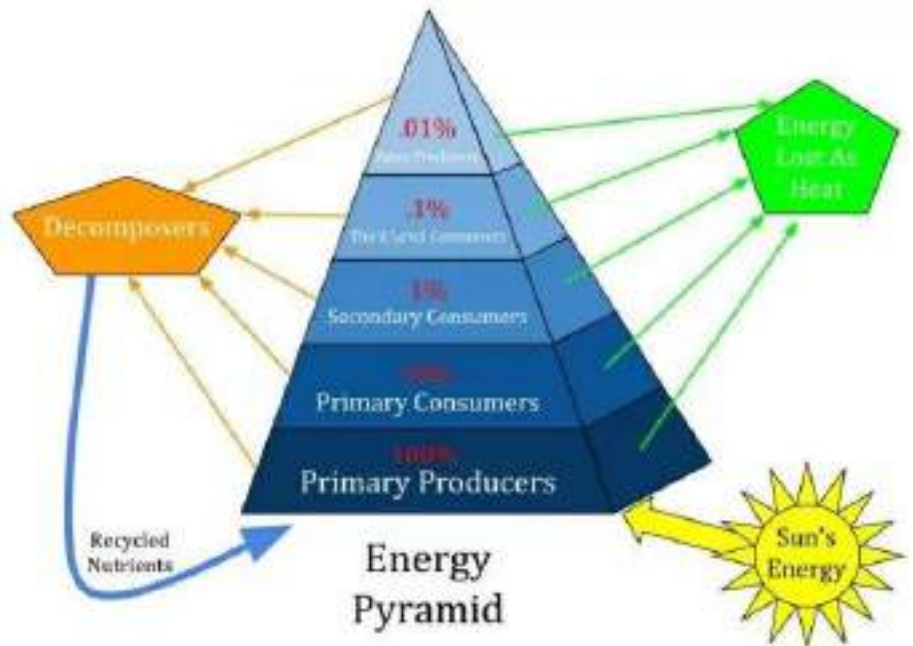 .01%
Energy
Lost As
Heat
.1%
Decomposers
1%
Secondary Consumers
Primary Consumers
100%
Primary Producers
Recycled
Nutrients
Energy
Pyramid
Sun's
Energy